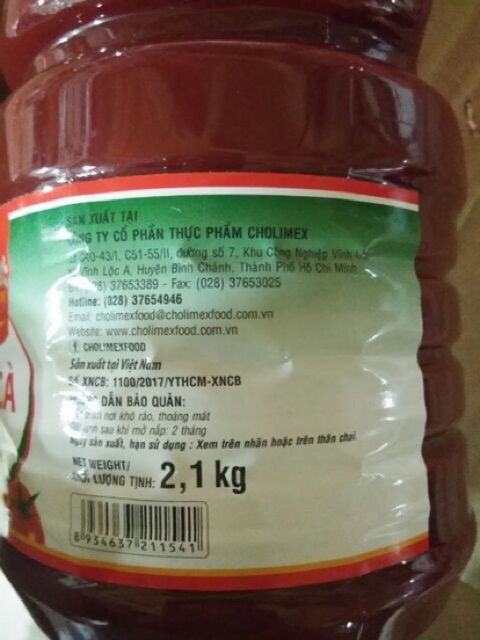 SẢN XUẤT TẠI
CÔNG TY CỔ PHẦN THỰC PHẨM CHOLIMEX
C51-55/II, đường số 7, Khu Công Nghiệp Vĩnh
Vĩnh Lộc A, Huyện Bình Chánh, Thành Phố Hồ Chí Minh
37653389 - Fax: (028) 37653025
Hotline: (028) 37654946
Email: cholimexfood@cholimexfood.com.vn
Website: www.cholimexfood.com.vn
CHOLIMEXFOOD
Sản xuất tại Việt Nam
Số XNCB: 1100/2017/YTHCM-XNCB
DẪN BẢO QUẢN:
nơi khô ráo, thoáng mát
lạnh sau khi mở nắp: 2 tháng
Ngày sản xuất, hạn sử dụng : Xem trên nhãn hoặc trên thân chai.
NET WEIGHT/
KHỐI LƯỢNG TỊNH: 2,1 kg
8 934637 211541
CÀ